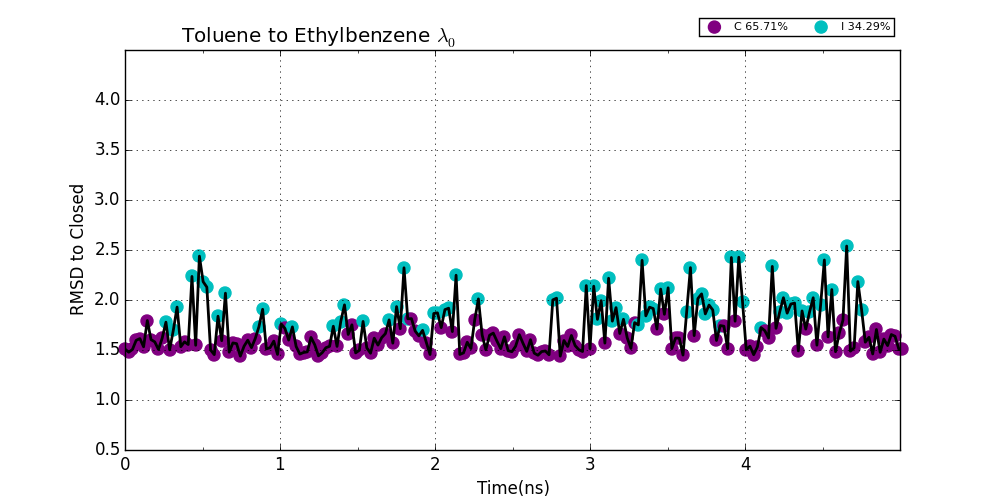 Toluene to Ethylbenzene λ₀
C 65.71% I 34.29%
4.0
3.5
3.0
2.5
2.0
1.5
1.0
0.5
RMSD to Closed
0 1 2 3 4
Time(ns)